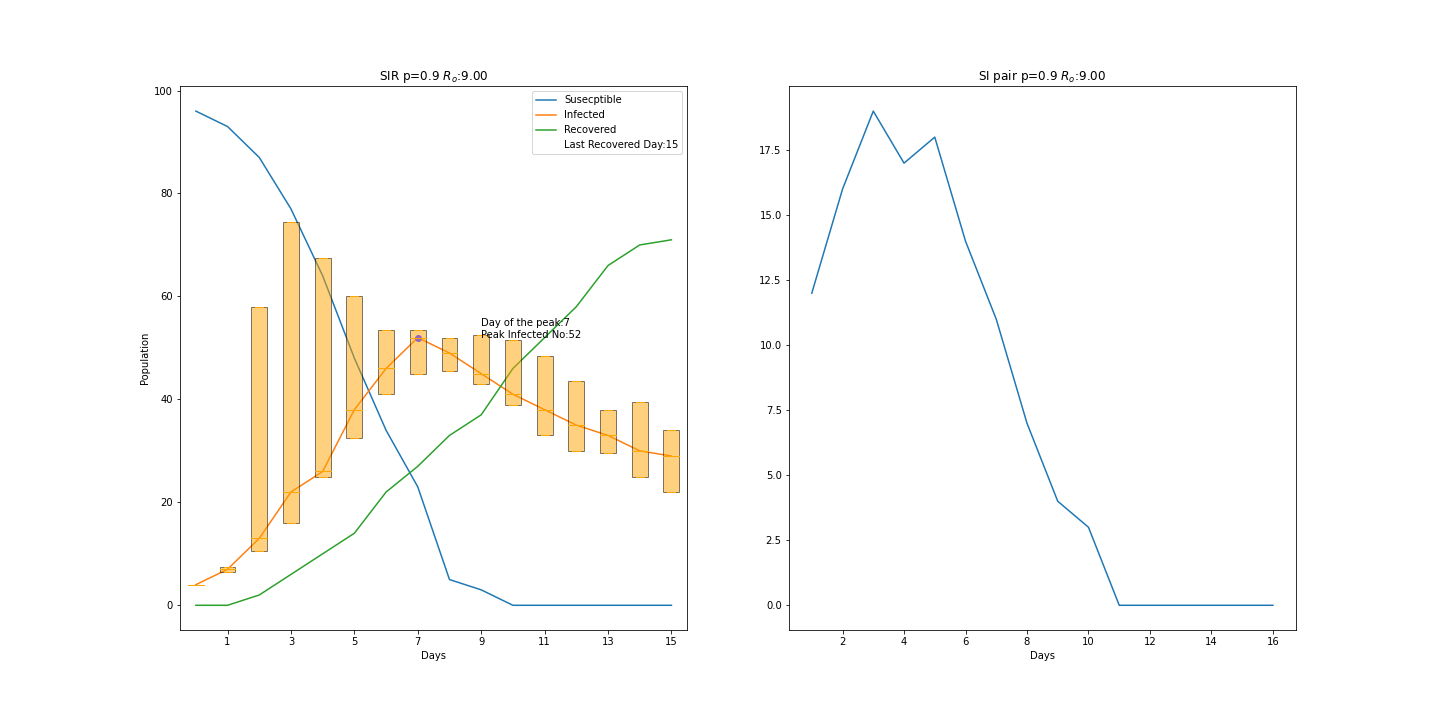 SIR p=0.9 Rₒ:9.00
Population
100
80
60
40
20
0
1 3 5 7 9 11 13 15
Days
Susecptible
Infected
Recovered
Last Recovered Day:15
Day of the peak:7
Peak Infected No:52
SI pair p=0.9 Rₒ:9.00
17.5
15.0
12.5
10.0
7.5
5.0
2.5
0.0
2 4 6 8 10 12 14 16
Days